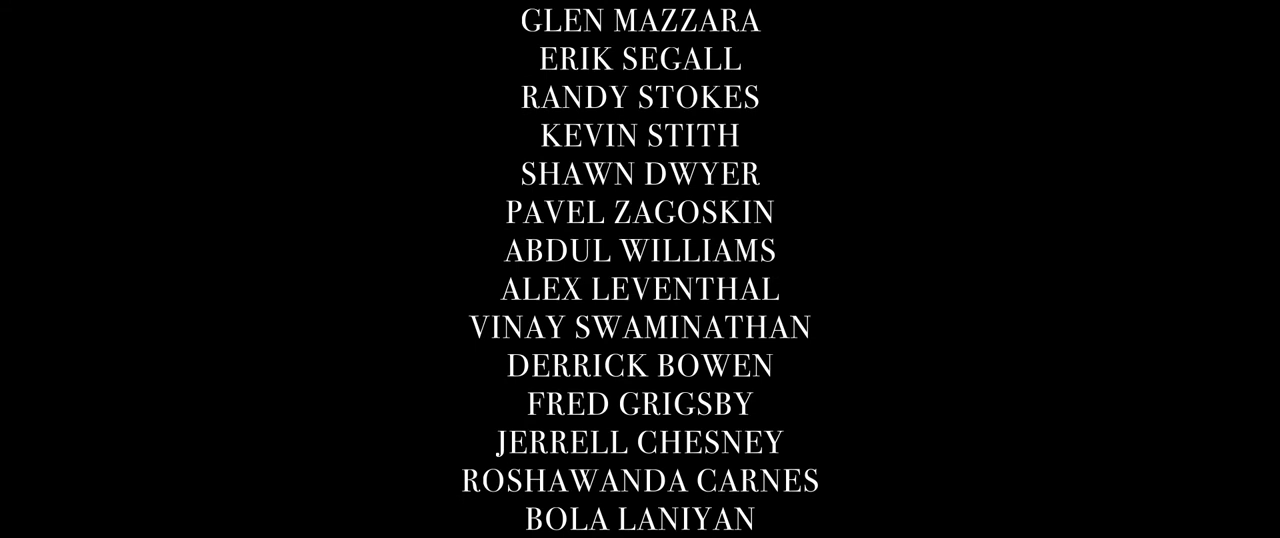 GLEN MAZZARA
ERIK SEGALL
RANDY STOKES
KEVIN STITH
SHAWN DWYER
PAVEL ZAGOSKIN
ABDUL WILLIAMS
ALEX LEVENTHAL
VINAY SWAMINATHAN
DERRICK BOWEN
FRED GRIGSBY
JERRELL CHESNEY
ROSHAWANDA CARNES
BOLA LANIYAN